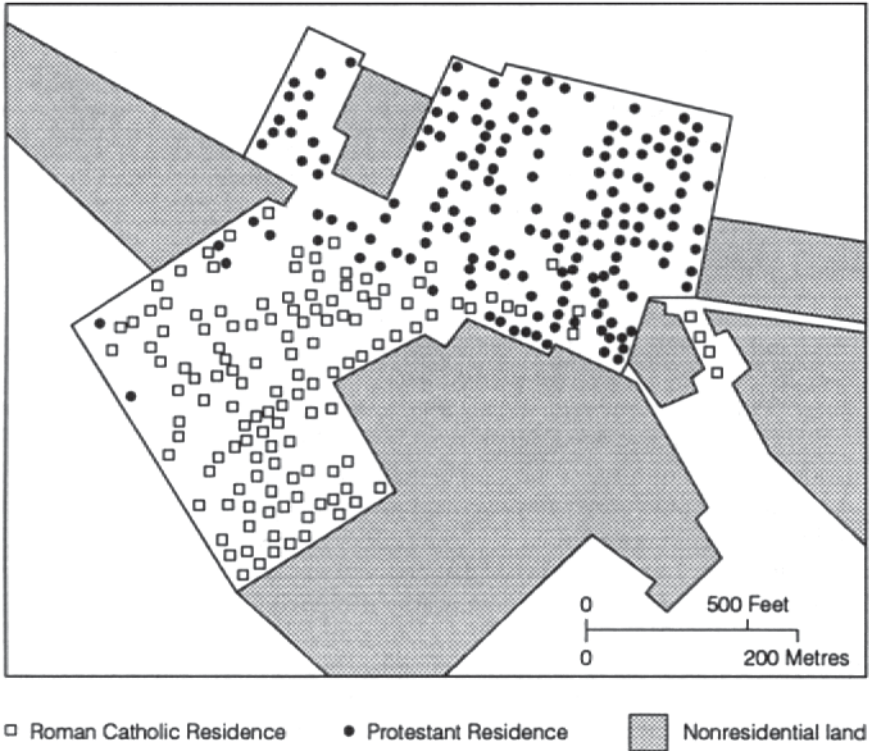 0 500 Feet
0 200 Metres
Roman Catholic Residence
Protestant Residence
Nonresidential land